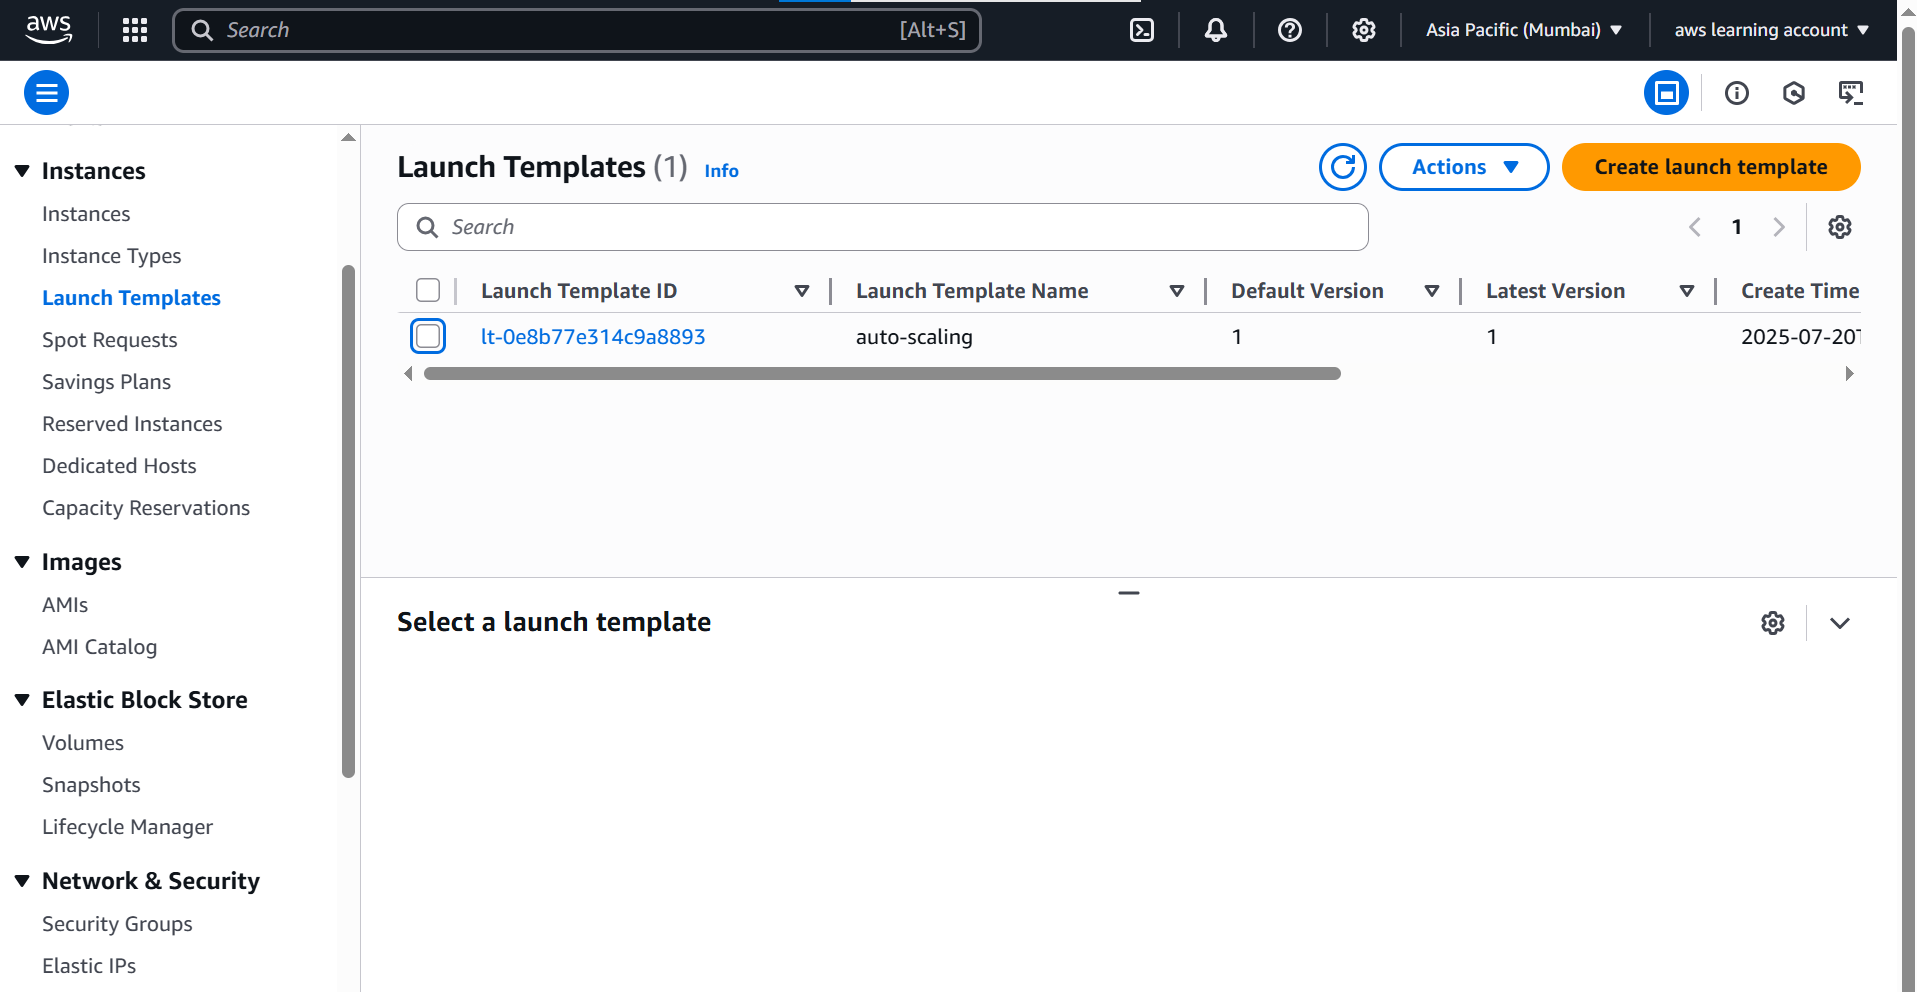 aws
Search [Alt+S] Asia Pacific (Mumbai) aws learning account
Instances
Instances
Instance Types
Launch Templates
Spot Requests
Savings Plans
Reserved Instances
Dedicated Hosts
Capacity Reservations
Images
AMIs
AMI Catalog
Elastic Block Store
Volumes
Snapshots
Lifecycle Manager
Network & Security
Security Groups
Elastic IPs
Launch Templates (1) Info
Actions
Create launch template
Search
1
Launch Template ID Launch Template Name Default Version Latest Version Create Time
lt-0e8b77e314c9a8893 auto-scaling 1 1 2025-07-20T
Select a launch template